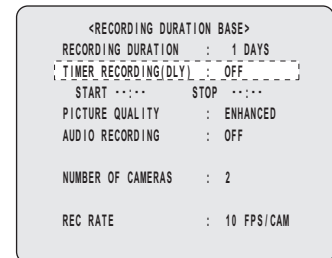 <RECORDING DURATION BASE>
RECORDING DURATION : 1 DAYS
TIMER RECORDING(DLY) : OFF
START --:-- STOP --:--
PICTURE QUALITY : ENHANCED
AUDIO RECORDING : OFF
NUMBER OF CAMERAS : 2
REC RATE : 10 FPS/CAM